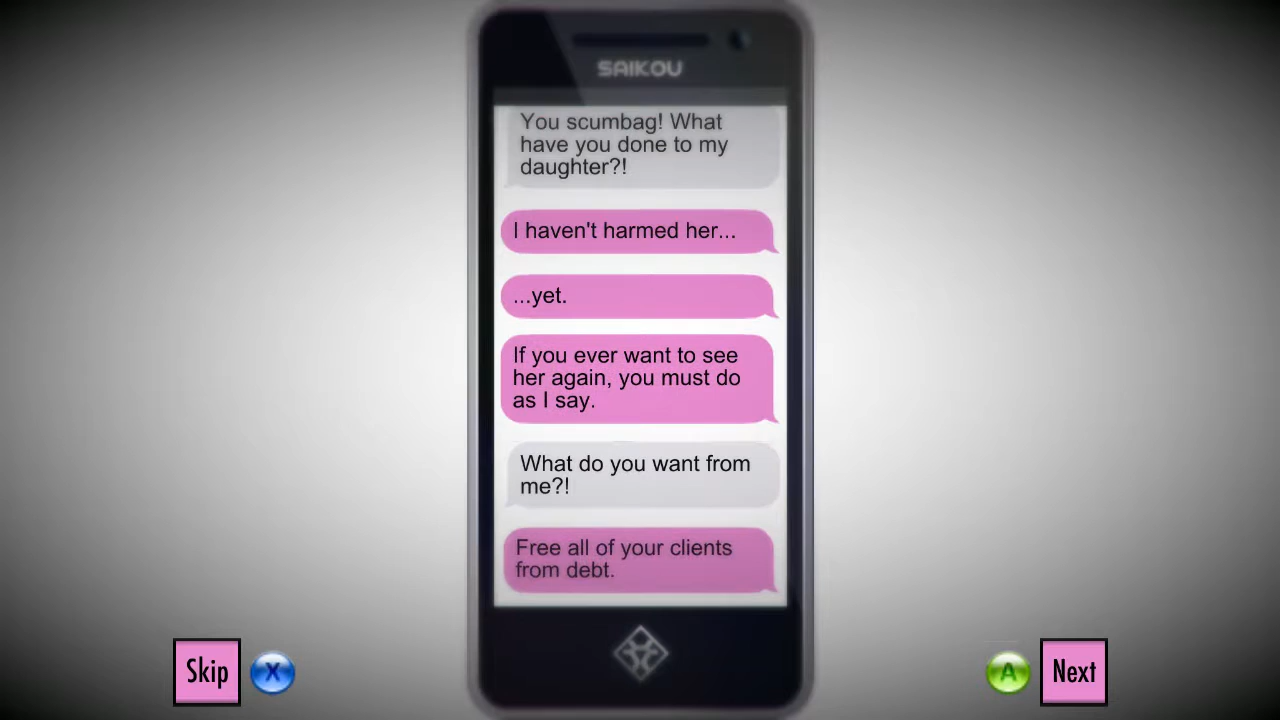 SAIKOU
You scumbag! What
have you done to my
daughter?!
I haven't harmed her...
...yet.
If you ever want to see
her again, you must do
as I say.
What do you want from
me?!
Free all of your clients
from debt.
Skip X
A Next